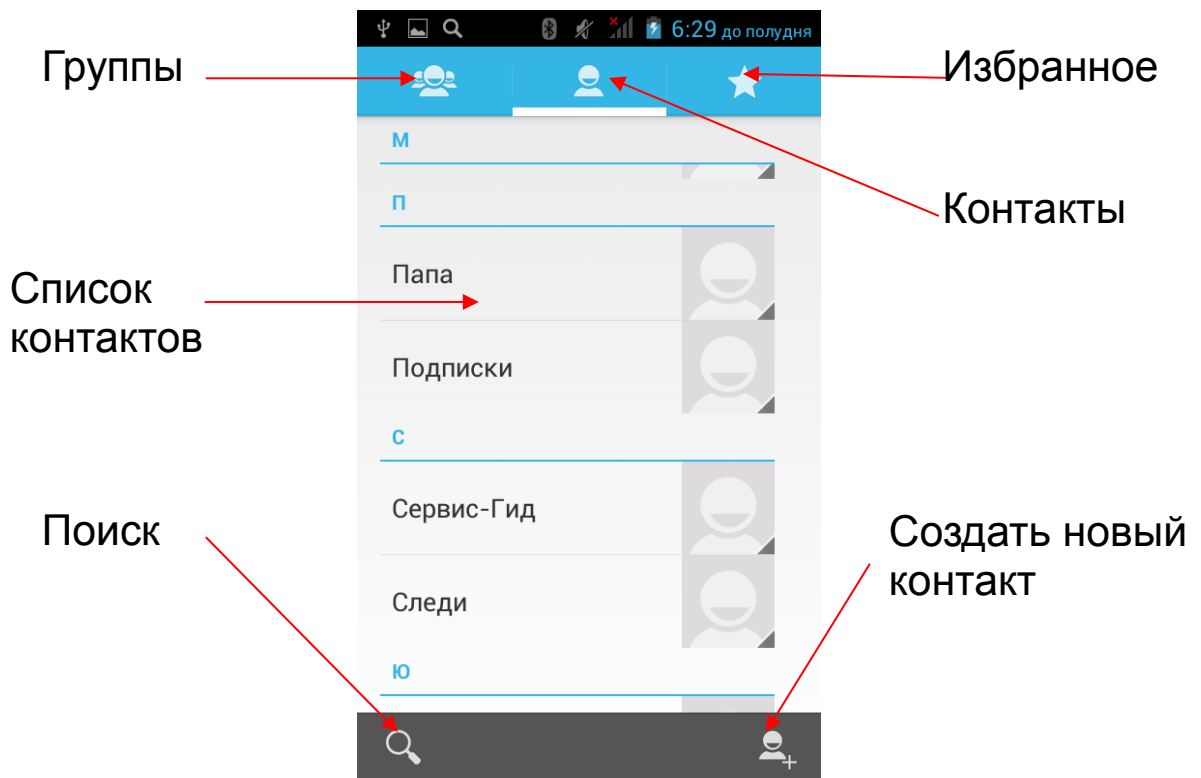 6:29 до полудня
Группы
Избранное
М
П
Контакты
Папа
Список
контактов
Подписки
С
Сервис-Гид
Поиск
Создать новый
контакт
Следи
Ю